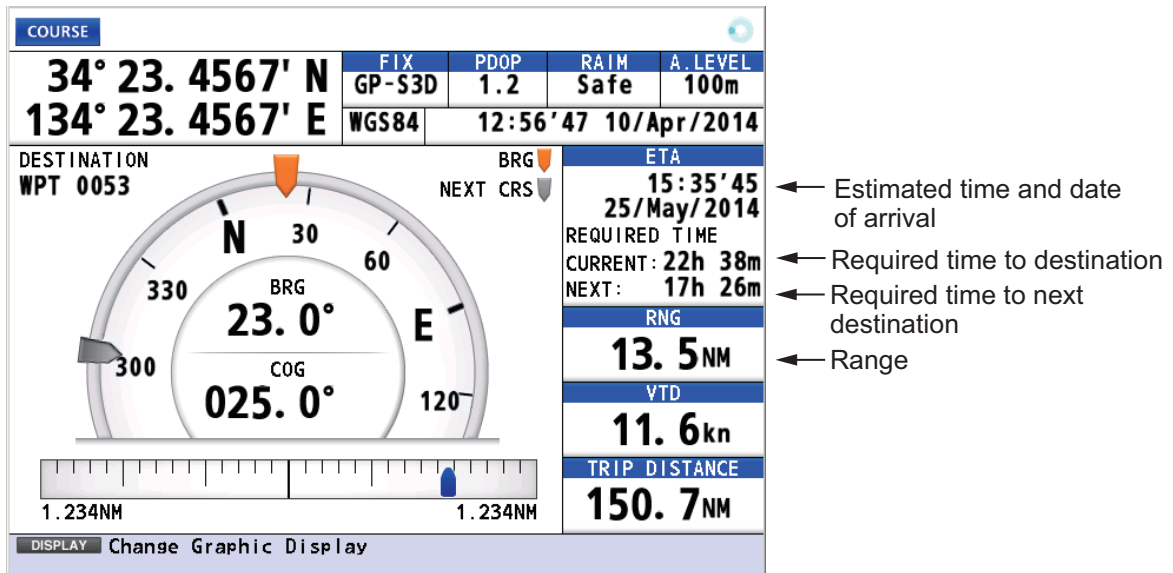 COURSE
34° 23. 4567' N
134° 23. 4567' E
FIX PDOP RAIM A.LEVEL
GP-S3D 1.2 Safe 100m
WGS84 12:56'47 10/Apr/2014
DESTINATION
WPT 0053
BRG
NEXT CRS
N
30
60
E
120
330
300
BRG
23. 0°
COG
025. 0°
1.234NM 1.234NM
ETA
15:35'45
25/May/2014
REQUIRED TIME
CURRENT: 22h 38m
NEXT: 17h 26m
RNG
13. 5NM
VTD
11. 6kn
TRIP DISTANCE
150. 7NM
DISPLAY Change Graphic Display
Estimated time and date
of arrival
Required time to destination
Required time to next
destination
Range